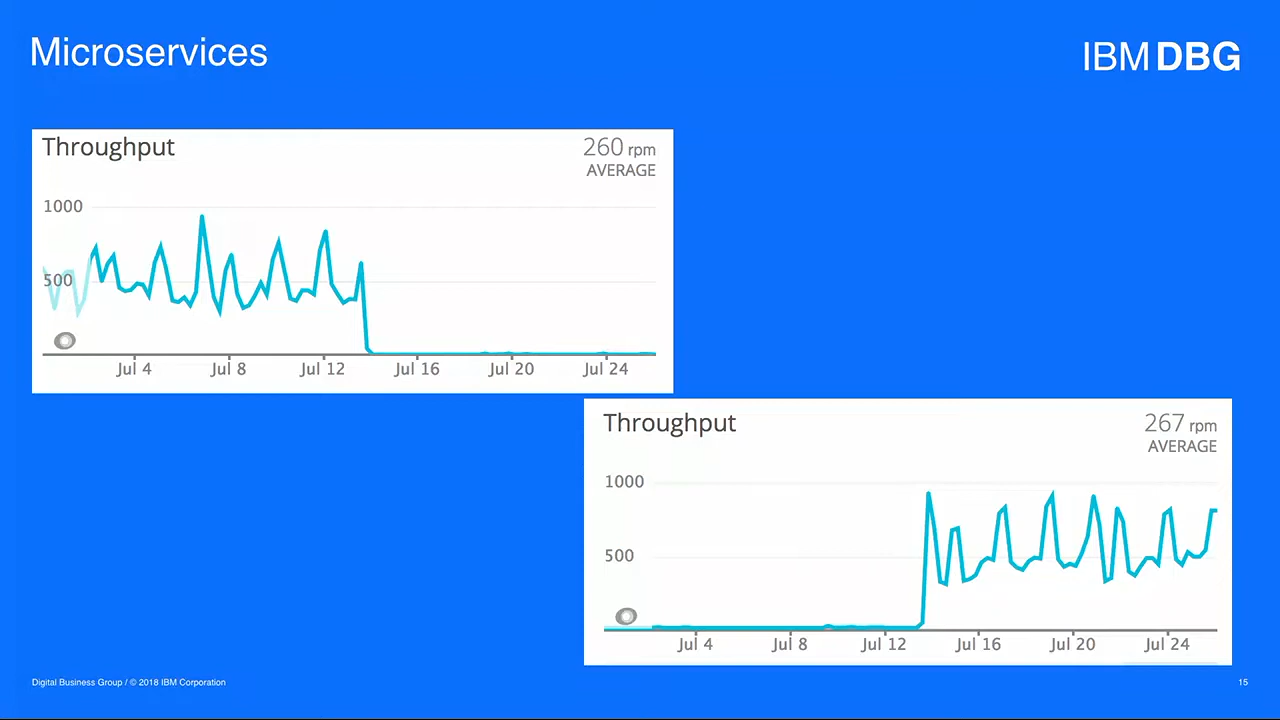 Microservices
IBM DBG
Throughput
260 rpm
AVERAGE
1000
500
Jul 4 Jul 8 Jul 12 Jul 16 Jul 20 Jul 24
Throughput
267 rpm
AVERAGE
1000
500
Jul 4 Jul 8 Jul 12 Jul 16 Jul 20 Jul 24
Digital Business Group / © 2018 IBM Corporation
15